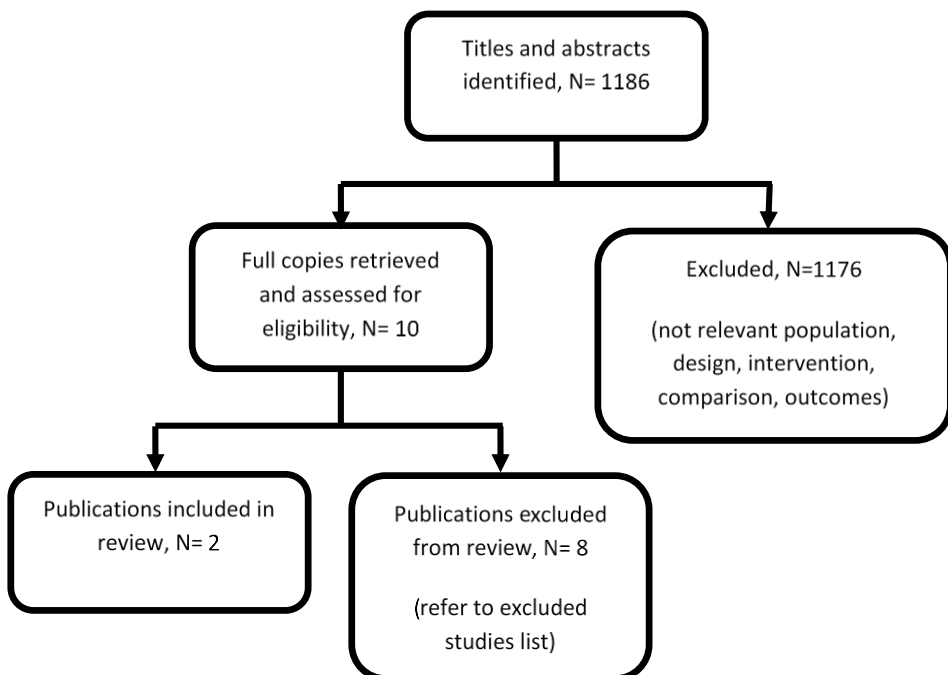 Titles and abstracts
identified, N= 1186
Full copies retrieved
and assessed for
eligibility, N= 10
Excluded, N=1176
(not relevant population,
design, intervention,
comparison, outcomes)
Publications included in
review, N= 2
Publications excluded
from review, N= 8
(refer to excluded
studies list)